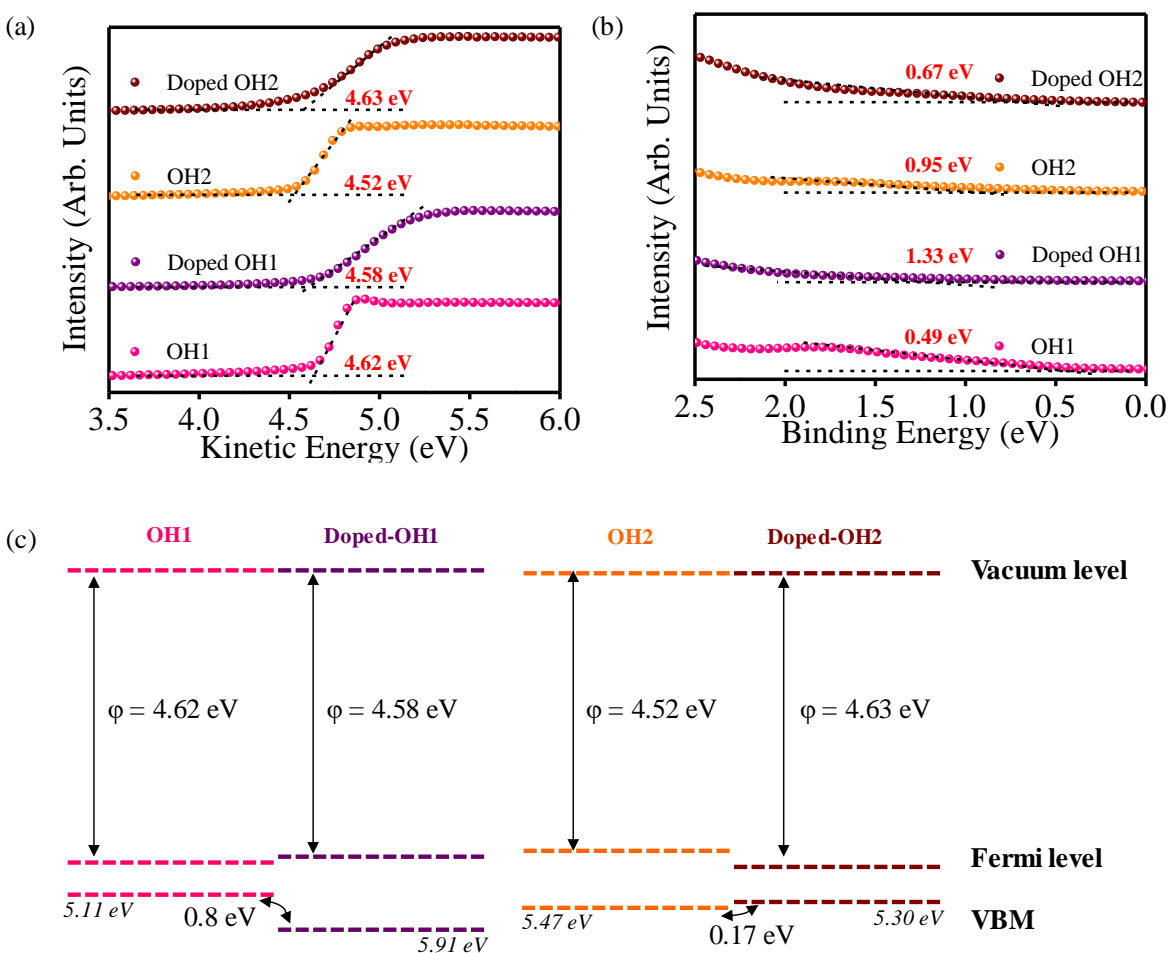 (a)
Intensity (Arb. Units)
Doped OH2
4.63 eV
OH2
4.52 eV
Doped OH1
4.58 eV
OH1
4.62 eV
3.5 4.0 4.5 5.0 5.5 6.0
Kinetic Energy (eV)
(b)
Intensity (Arb. Units)
0.67 eV Doped OH2
0.95 eV OH2
1.33 eV Doped OH1
0.49 eV OH1
2.5 2.0 1.5 1.0 0.5 0.0
Binding Energy (eV)
(c)
OH1 Doped-OH1 OH2 Doped-OH2
Vacuum level
φ = 4.62 eV φ = 4.58 eV φ = 4.52 eV φ = 4.63 eV
Fermi level
5.11 eV 0.8 eV 5.91 eV 5.47 eV 0.17 eV 5.30 eV VBM